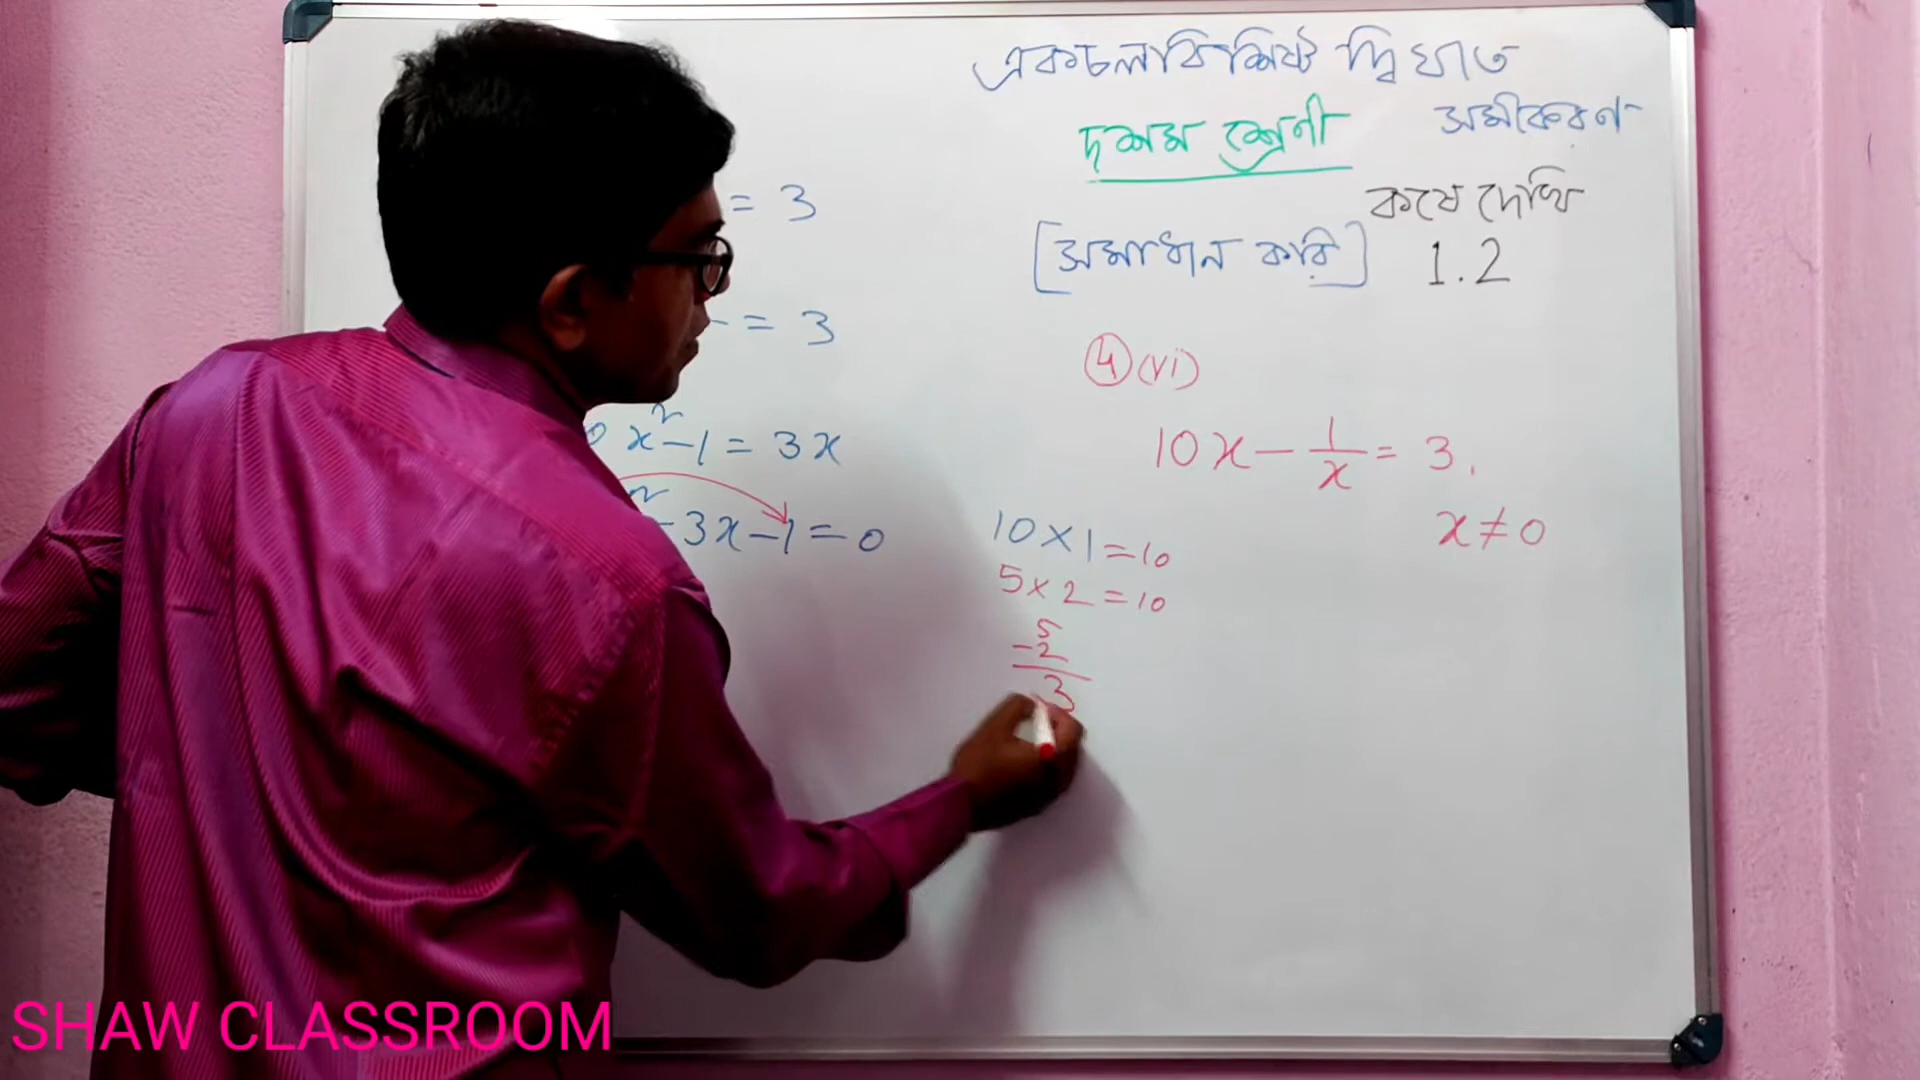 একচলবিশিষ্ট দ্বিঘাত
সমীকরণ
দশম শ্রেণী
কষে দেখি
1.2
[সমাধান করি]
4 (vi)
10x - 1/x = 3,
x ≠ 0
= 3
= 3
x² - 1 = 3x
² - 3x - 1 = 0
10 × 1 = 10
5 × 2 = 10
5
- 2
3
SHAW CLASSROOM